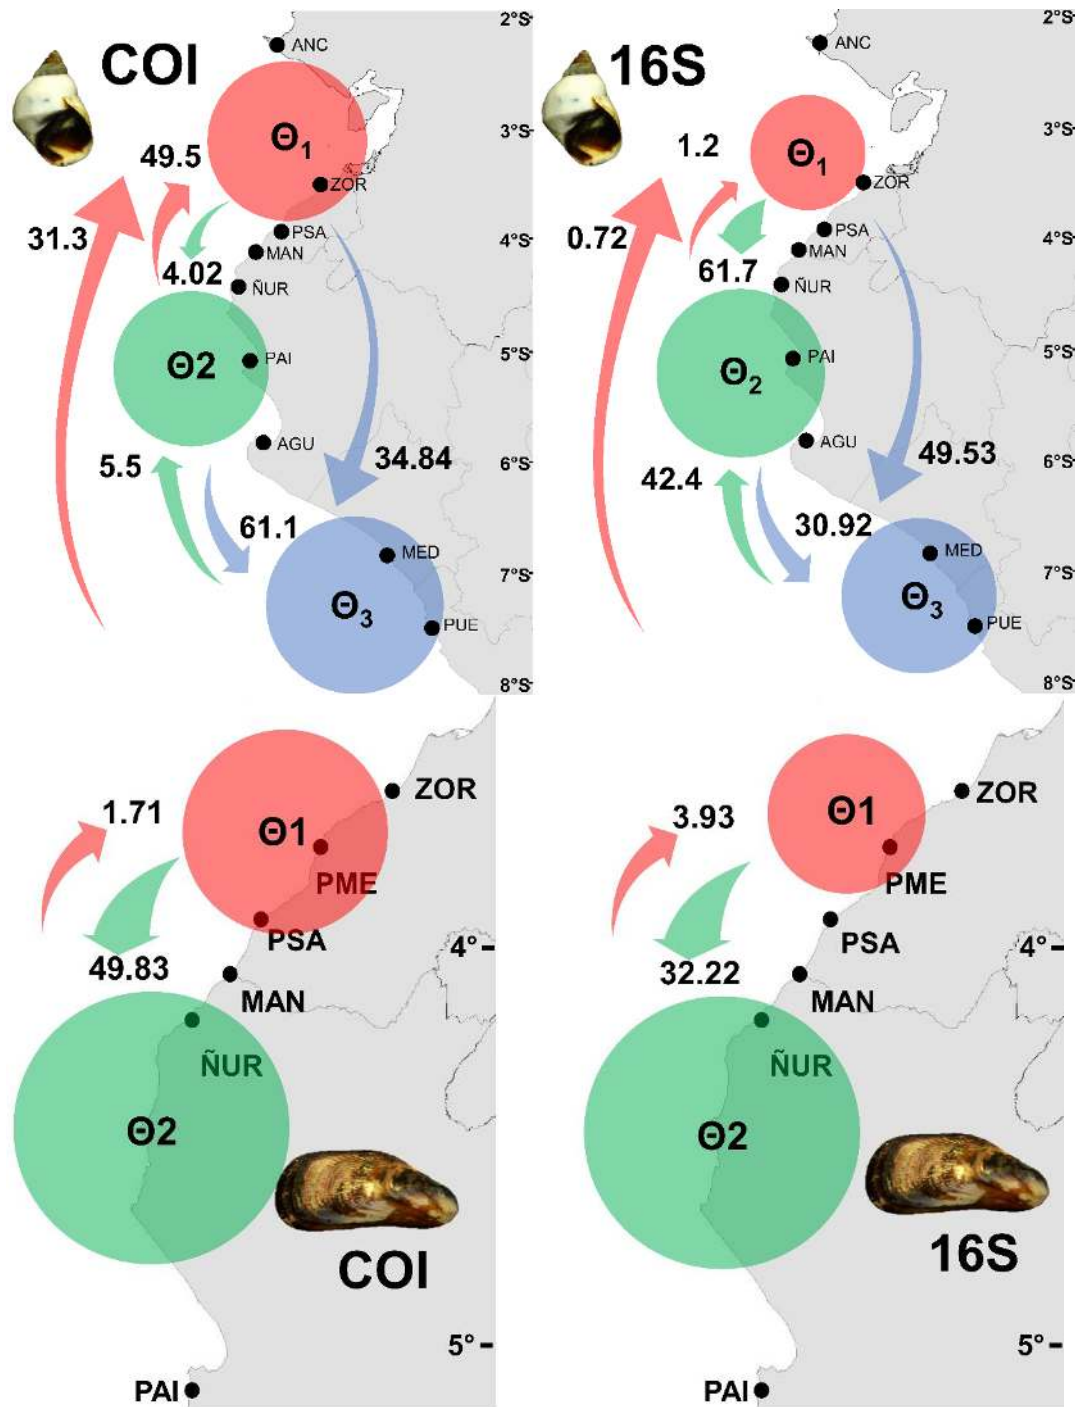 COI
2°S
ANC
3°S
Θ1
49.5
ZOR
31.3
PSA
4°S
MAN
4.02
ÑUR
5°S
Θ2
PAI
AGU
5.5
34.84
6°S
61.1
MED
7°S
Θ3
PUE
8°S
16S
2°S
ANC
3°S
1.2
Θ1
ZOR
0.72
PSA
4°S
MAN
61.7
ÑUR
5°S
PAI
Θ2
AGU
6°S
49.53
42.4
30.92
MED
7°S
Θ3
PUE
8°S
ZOR
1.71
Θ1
PME
PSA
4°
49.83
MAN
ÑUR
Θ2
COI
5°
PAI
ZOR
3.93
Θ1
PME
PSA
4°
32.22
MAN
ÑUR
Θ2
16S
5°
PAI